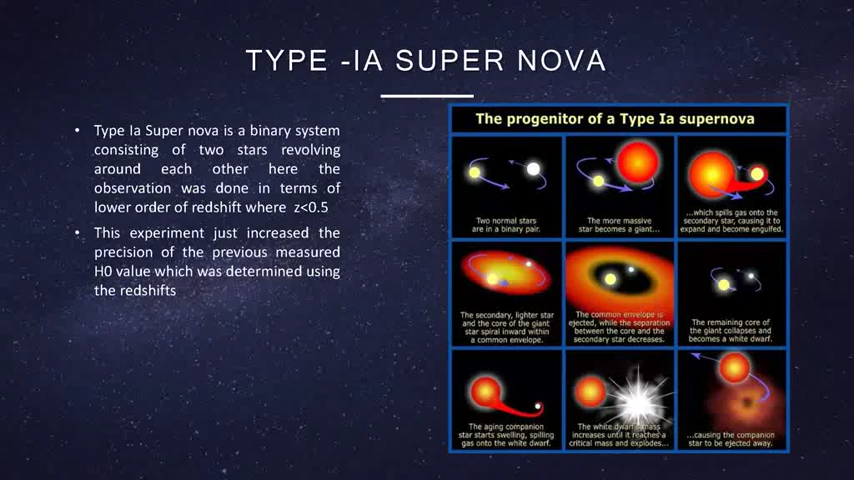 TYPE -IA SUPER NOVA
• Type Ia Super nova is a binary system
consisting of two stars revolving
around each other here the
observation was done in terms of
lower order of redshift where z<0.5
• This experiment just increased the
precision of the previous measured
H0 value which was determined using
the redshifts
The progenitor of a Type Ia supernova
Two normal stars
are in a binary pair.
The more massive
star becomes a giant...
...which spills gas onto the
secondary star, causing it to
expand and become engulfed.
The secondary, lighter star
and the core of the giant
star spiral inward within
a common envelope.
The common envelope is
ejected, while the separation
between the core and the
secondary star decreases.
The remaining core of
the giant collapses and
becomes a white dwarf.
The aging companion
star starts swelling, spilling
gas onto the white dwarf.
The white dwarf's mass
increases until it reaches a
critical mass and explodes...
...causing the companion
star to be ejected away.